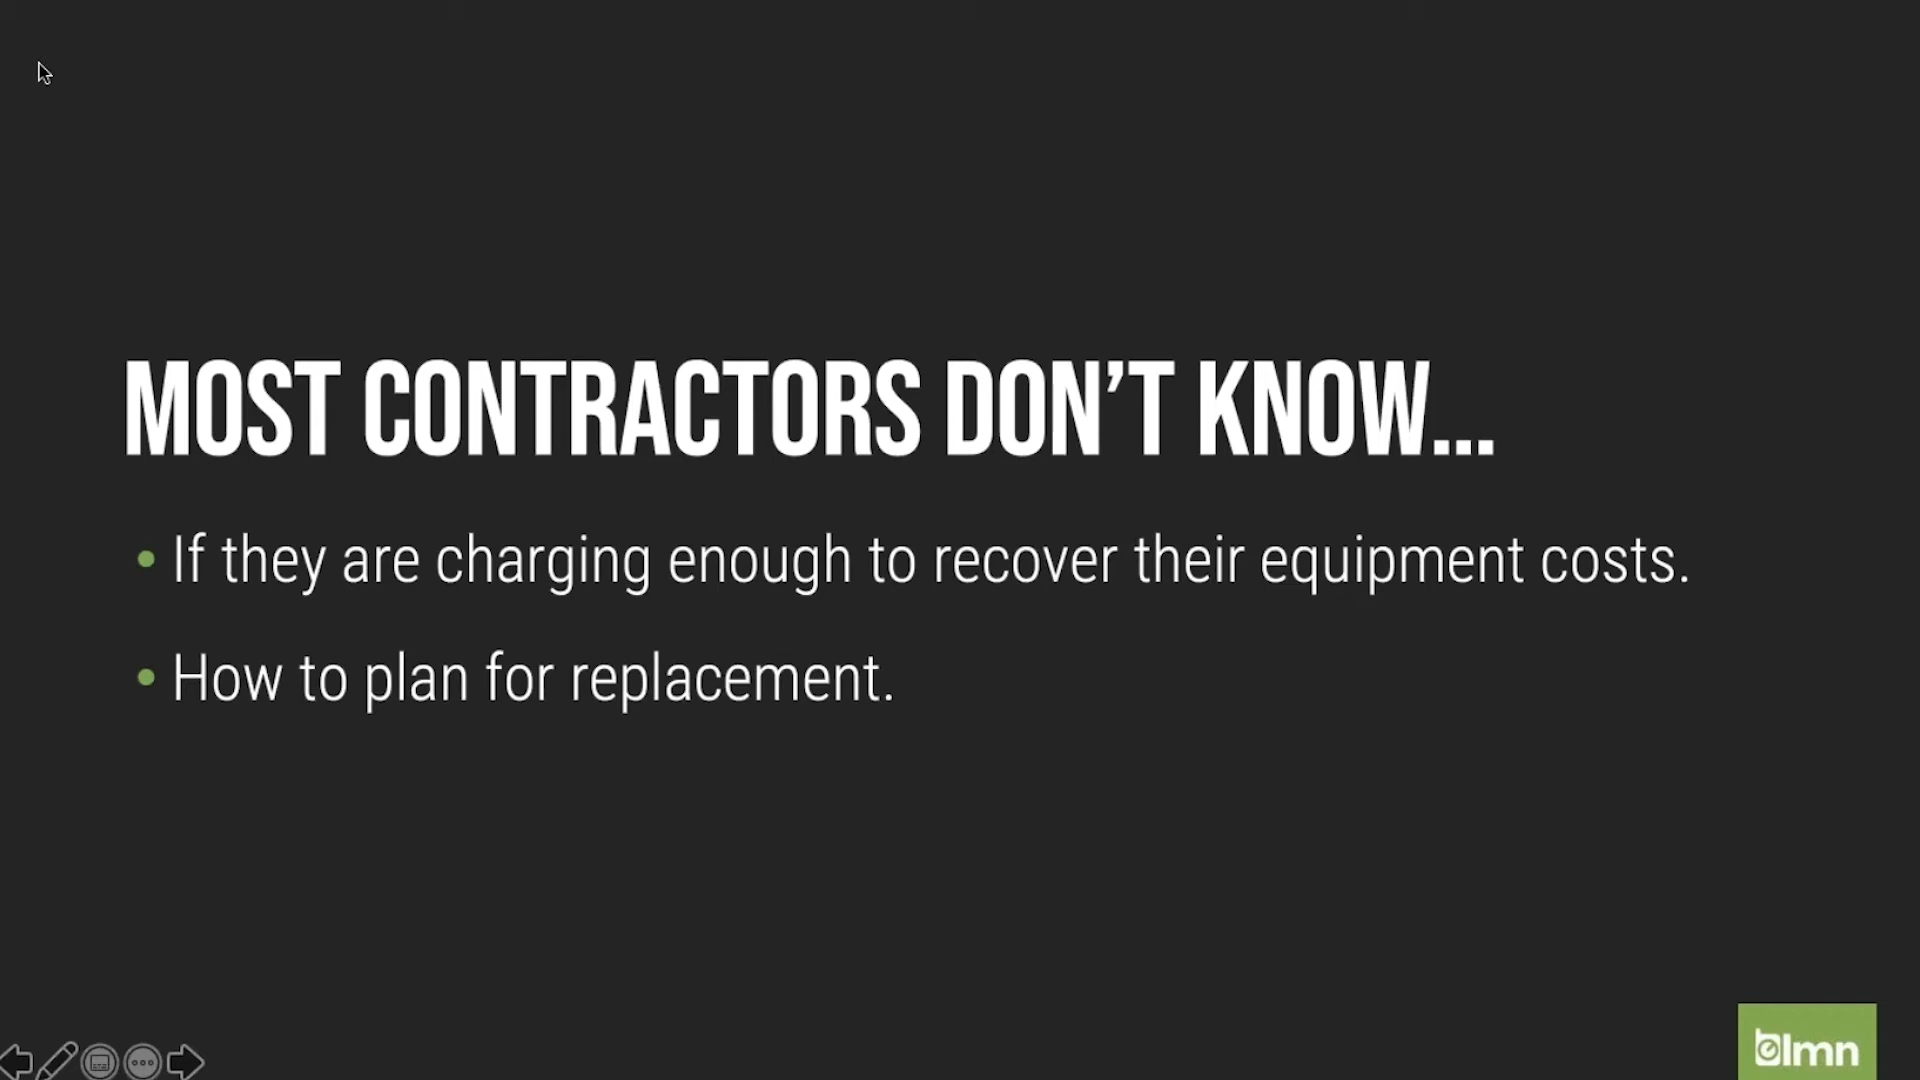 MOST CONTRACTORS DON’T KNOW...
• If they are charging enough to recover their equipment costs.
• How to plan for replacement.
lmn